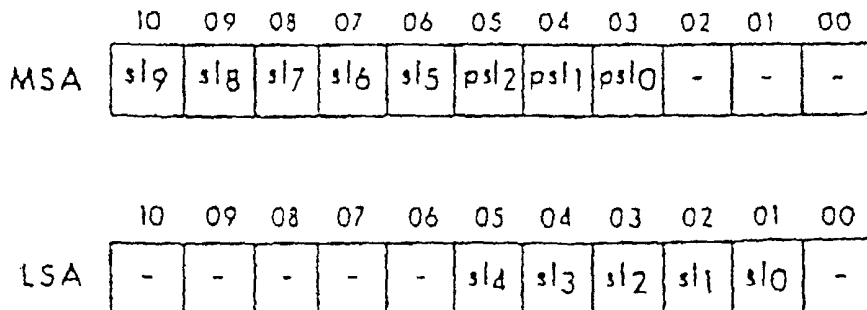 10 09 08 07 06 05 04 03 02 01 00
MSA sl9 sl8 sl7 sl6 sl5 psl2 psl1 psl0 - - -
10 09 08 07 06 05 04 03 02 01 00
LSA - - - - - sl4 sl3 sl2 sl1 sl0 -